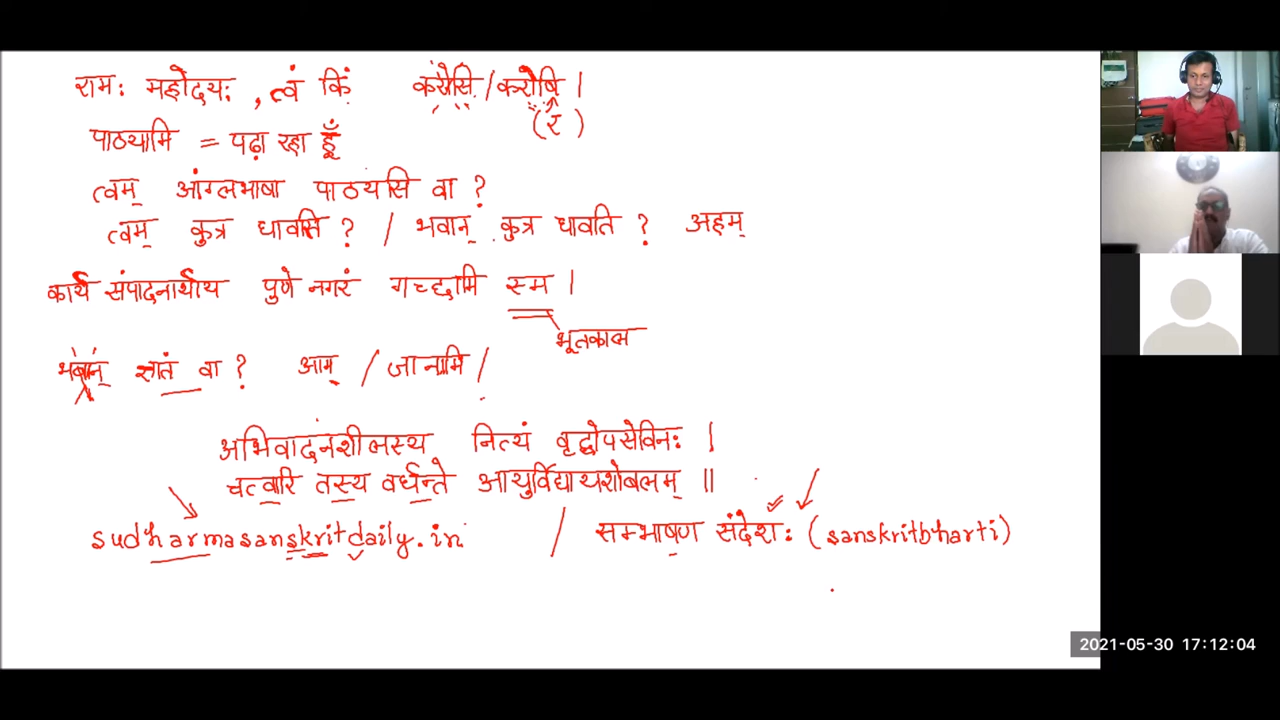 रामः महोदयः , त्वं किं करोसि / करोषि |
(र)
पाठयामि = पढ़ा रहा हूँ
त्वम् आंग्लभाषा पाठयसि वा ?
त्वम् कुत्र धावसि ? / भवान् कुत्र धावति ? अहम्
कार्य संपादनार्थाय पुणे नगरं गच्छामि स्म |
भूतकाल
भवान् वा ? आम् / जानामि /
अभिवादनशीलस्य नित्यं वृद्धोपसेविनः |
चत्वारि तस्य वर्धन्ते आयुर्विद्यायशोबलम् ||
sudharmasanskritdaily.in / सम्भाषण संदेशः (sanskritbharti)
2021-05-30 17:12:04